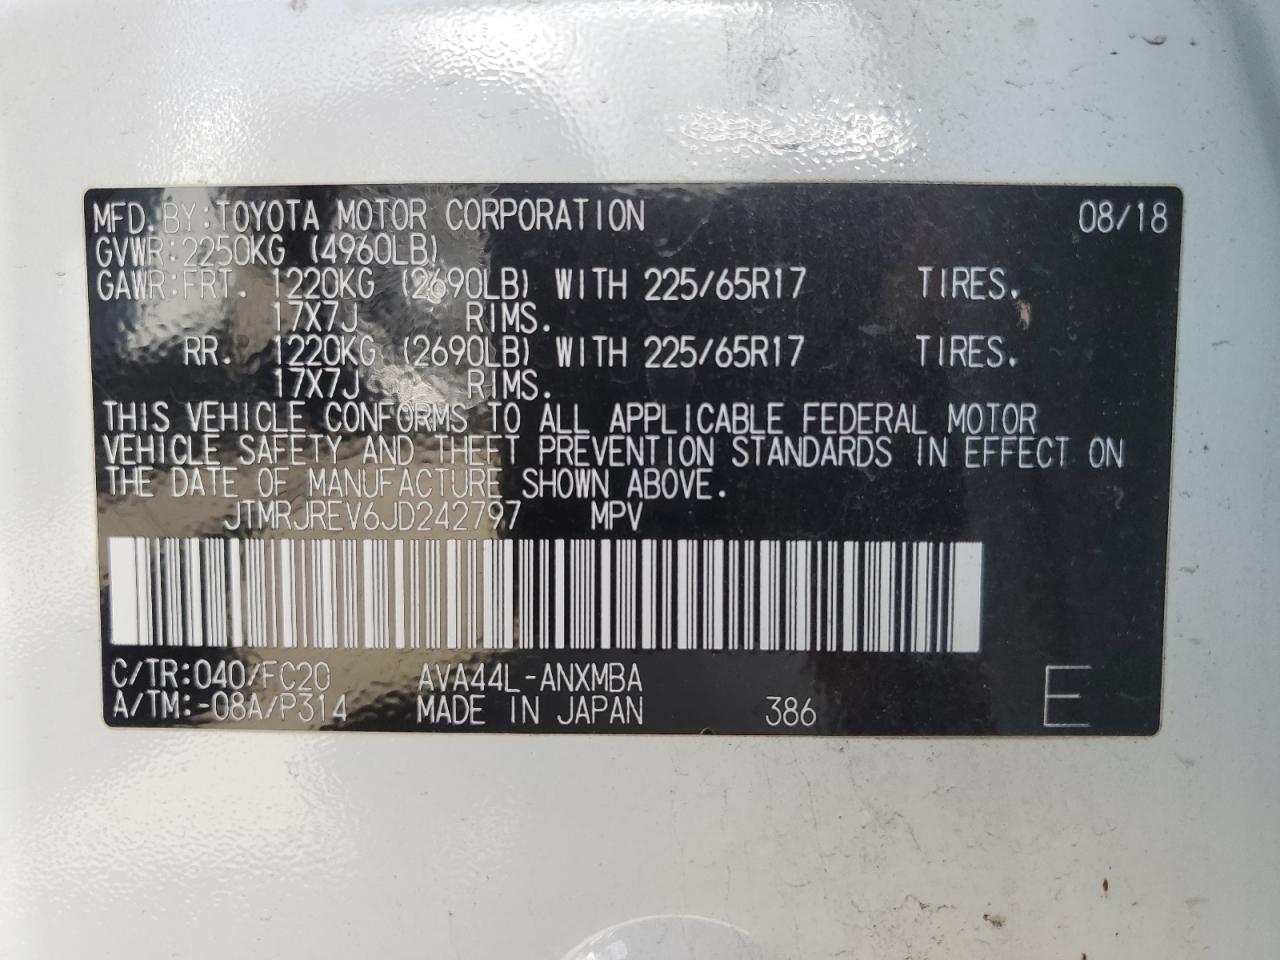 MFD. BY: TOYOTA MOTOR CORPORATION 08/18
GVWR: 2250KG (4960LB)
GAWR: FRT. 1220KG (2690LB) WITH 225/65R17 TIRES.
17X7J RIMS.
RR. 1220KG (2690LB) WITH 225/65R17 TIRES.
17X7J RIMS.
THIS VEHICLE CONFORMS TO ALL APPLICABLE FEDERAL MOTOR
VEHICLE SAFETY AND THEFT PREVENTION STANDARDS IN EFFECT ON
THE DATE OF MANUFACTURE SHOWN ABOVE.
JTMRJREV6JD242797 MPV
C/TR: 040/FC20 AVA44L-ANXMBA
A/TM: -08A/P314 MADE IN JAPAN 386 E